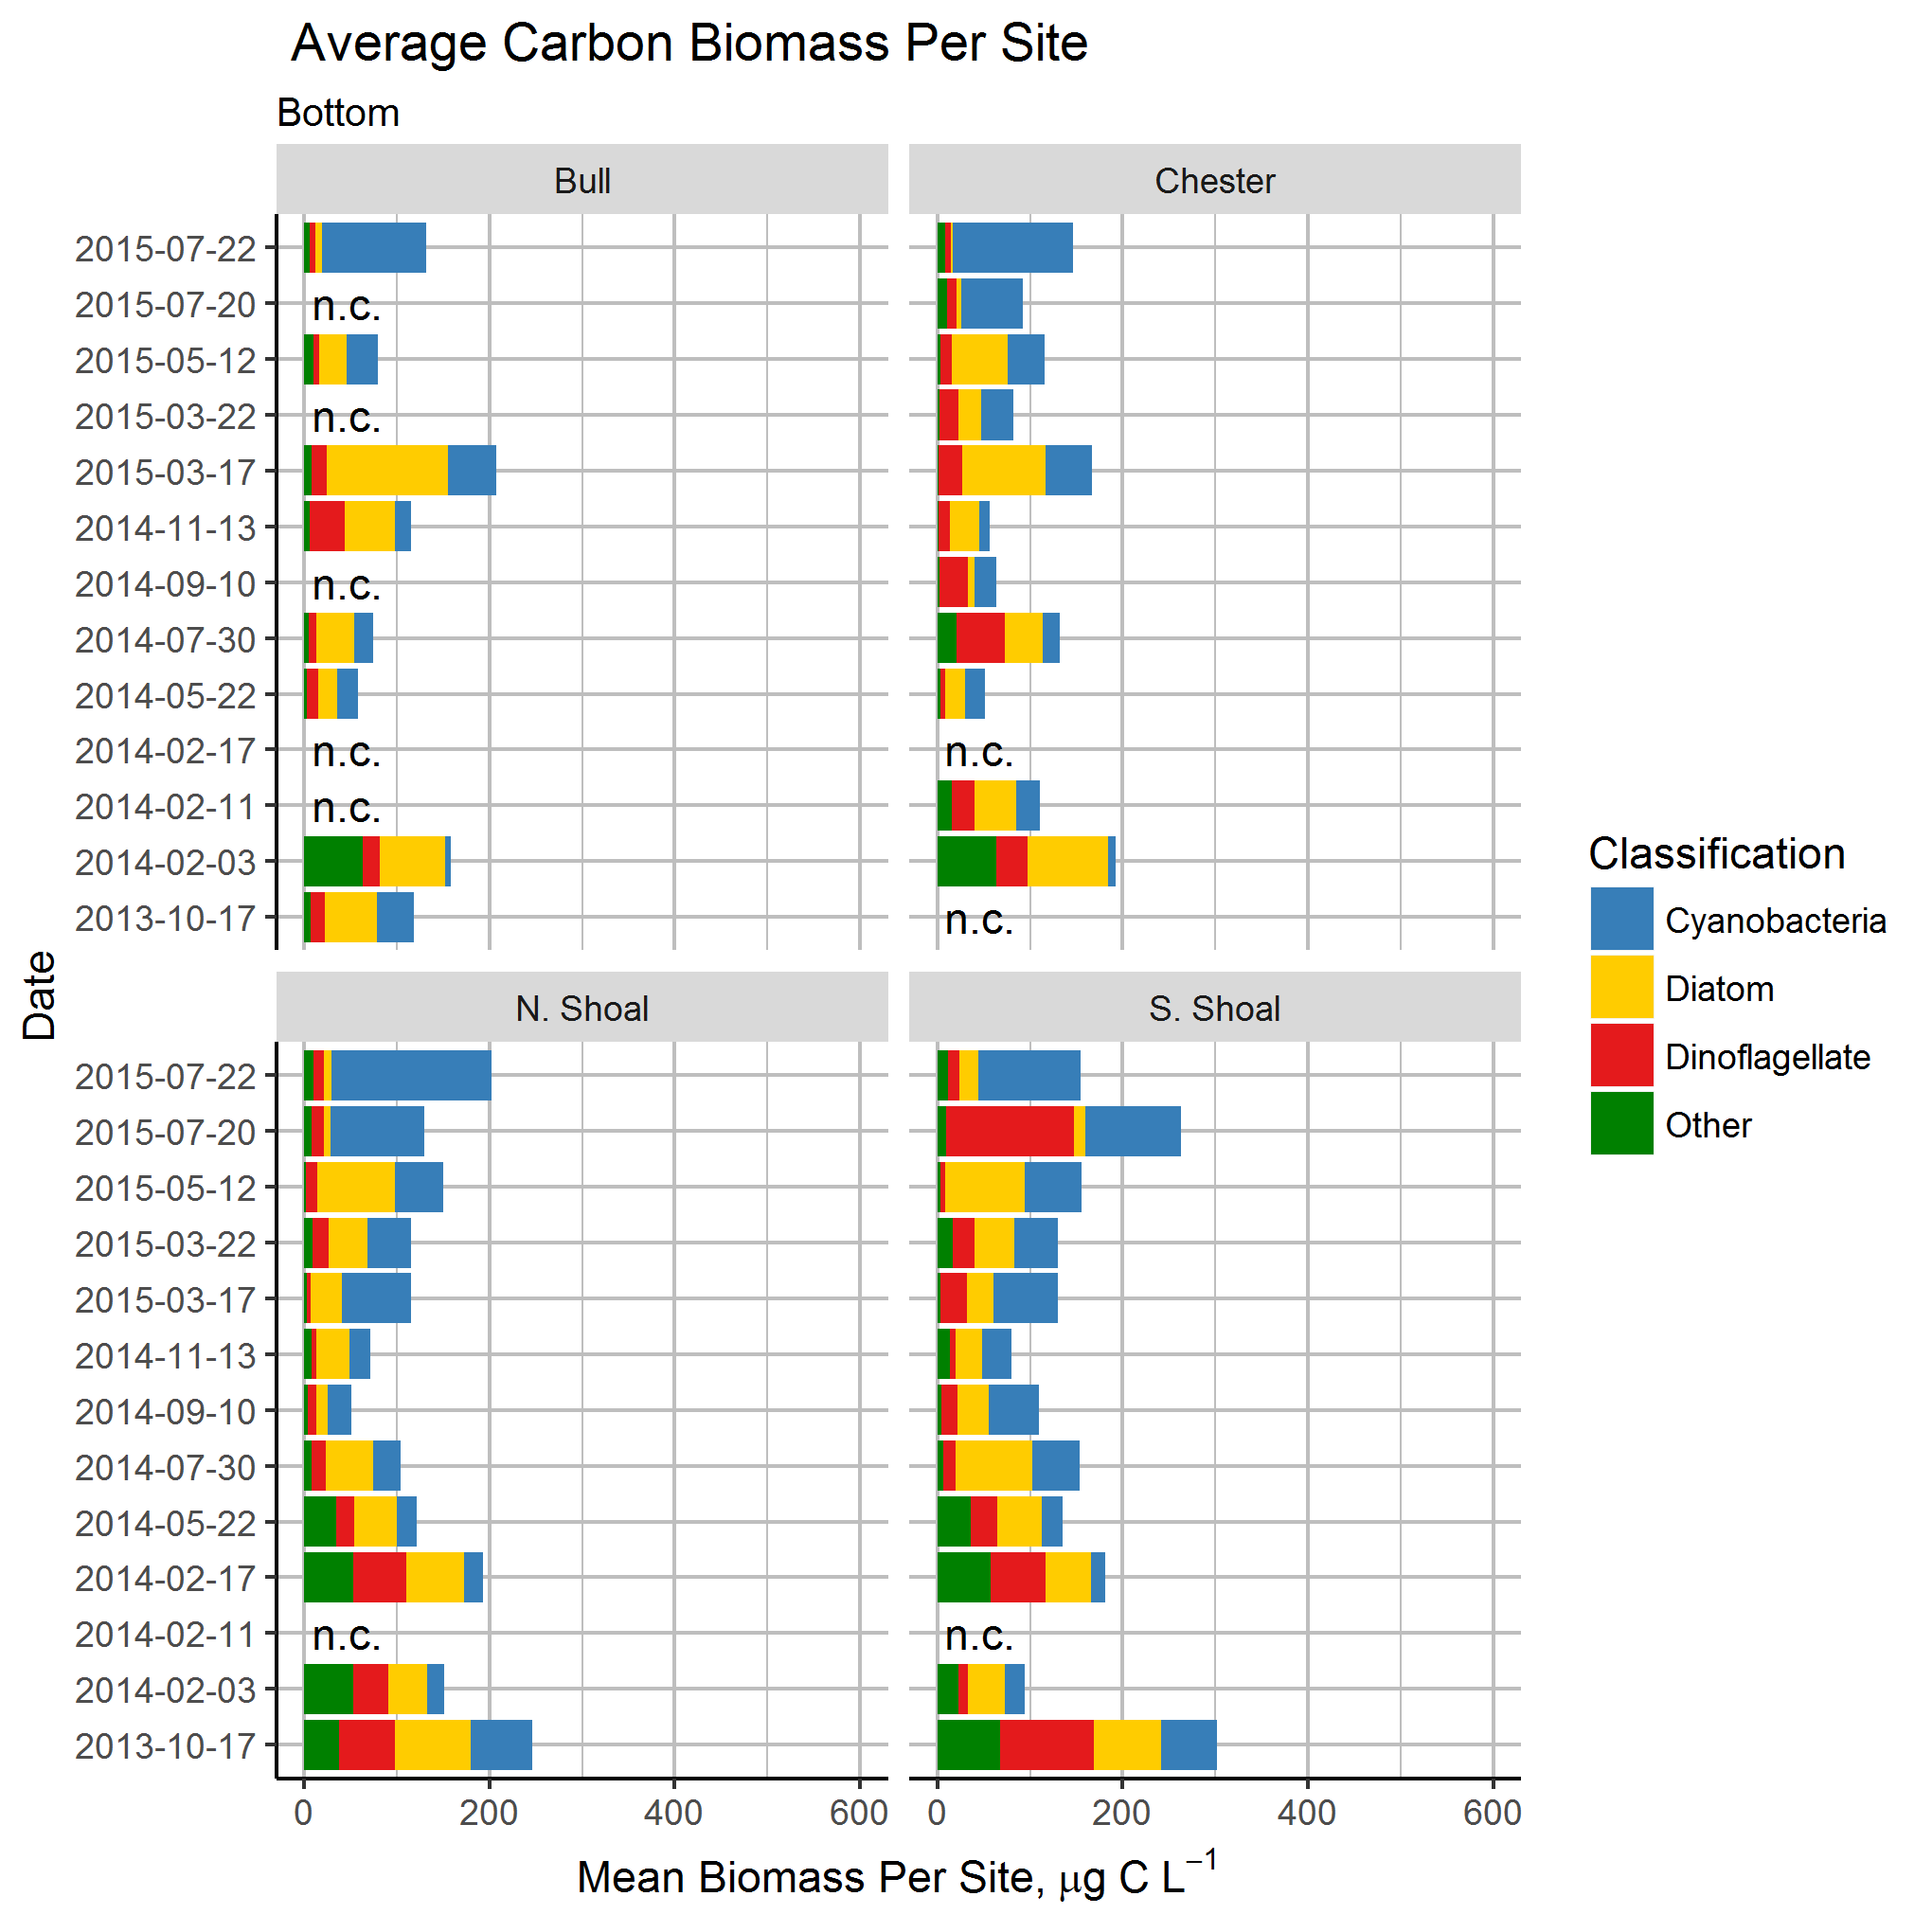 Average Carbon Biomass Per Site
Bottom
Bull
Chester
2015-07-22
2015-07-20 n.c.
2015-05-12
2015-03-22 n.c.
2015-03-17
2014-11-13
2014-09-10 n.c.
2014-07-30
2014-05-22
2014-02-17 n.c. n.c.
2014-02-11 n.c.
2014-02-03
2013-10-17 n.c.
N. Shoal
S. Shoal
2015-07-22
2015-07-20
2015-05-12
2015-03-22
2015-03-17
2014-11-13
2014-09-10
2014-07-30
2014-05-22
2014-02-17
2014-02-11 n.c. n.c.
2014-02-03
2013-10-17
0 200 400 600 0 200 400 600
Mean Biomass Per Site, μg C L⁻¹
Date
Classification
Cyanobacteria
Diatom
Dinoflagellate
Other